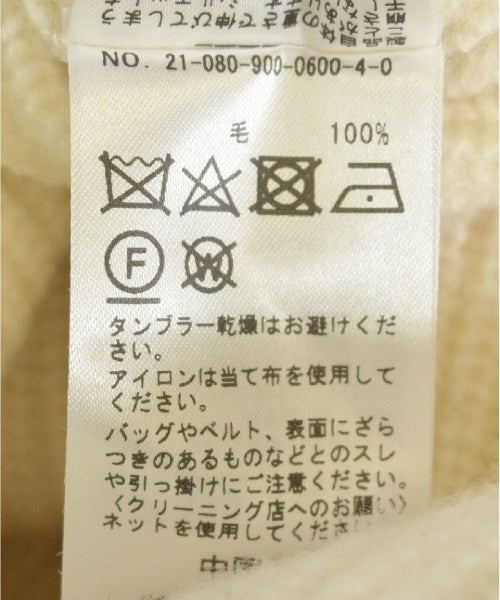 NO. 21-080-900-0600-4-0
毛 100%
F W
タンブラー乾燥はお避けくだ
さい。
アイロンは当て布を使用して
ください。
バッグやベルト、表面にざら
つきのあるものなどとのスレ
や引っ掛けにご注意ください。
〈クリーニング店へのお願い〉
ネットを使用してください。
中国